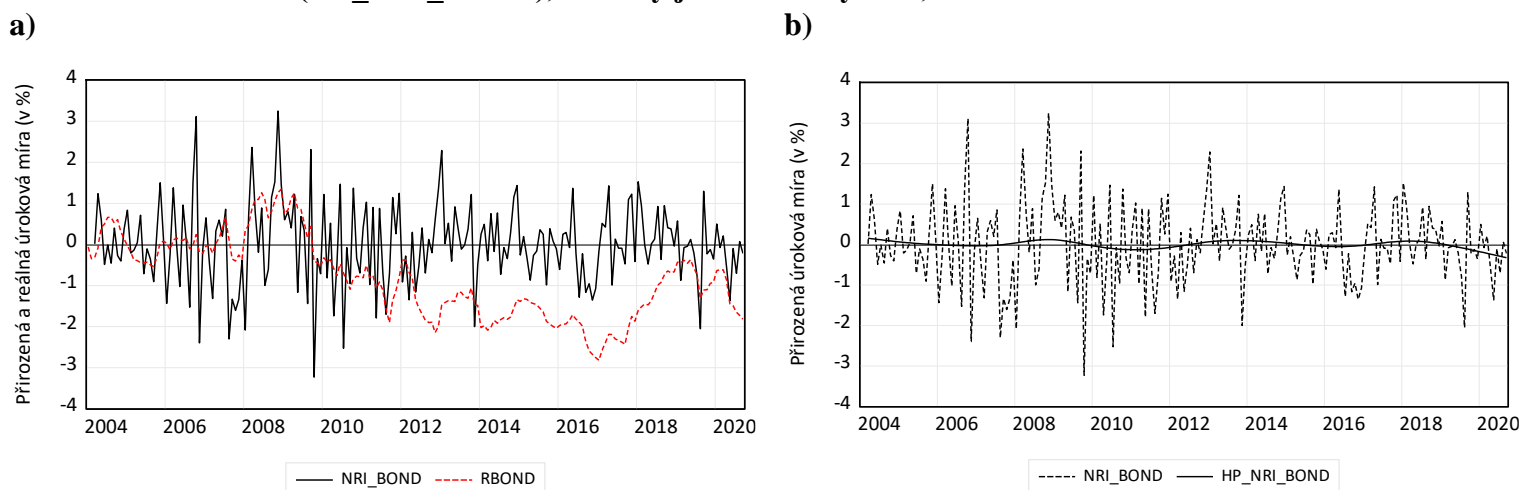 a)
b)
Přirozená a reálná úroková míra (v %)
4
3
2
1
0
-1
-2
-3
-4
2004 2006 2008 2010 2012 2014 2016 2018 2020
NRI_BOND RBOND
Přirozená úroková míra (v %)
4
3
2
1
0
-1
-2
-3
-4
2004 2006 2008 2010 2012 2014 2016 2018 2020
NRI_BOND HP_NRI_BOND